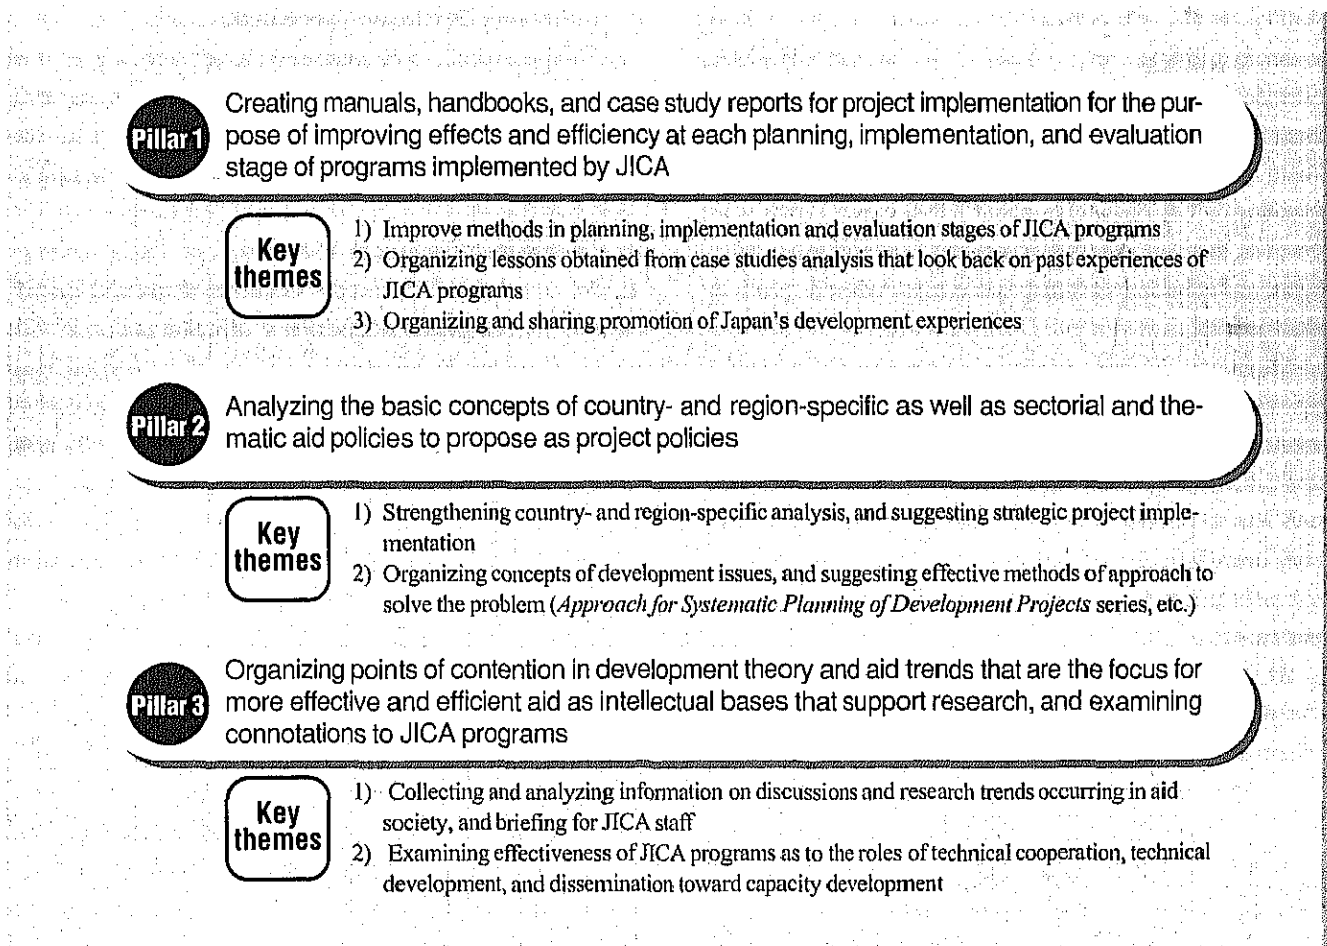 Pillar 1
Creating manuals, handbooks, and case study reports for project implementation for the pur-
pose of improving effects and efficiency at each planning, implementation, and evaluation
stage of programs implemented by JICA
Key
themes
1) Improve methods in planning, implementation and evaluation stages of JICA programs
2) Organizing lessons obtained from case studies analysis that look back on past experiences of
JICA programs
3) Organizing and sharing promotion of Japan's development experiences
Pillar 2
Analyzing the basic concepts of country- and region-specific as well as sectorial and the-
matic aid policies to propose as project policies
Key
themes
1) Strengthening country- and region-specific analysis, and suggesting strategic project imple-
mentation
2) Organizing concepts of development issues, and suggesting effective methods of approach to
solve the problem (Approach for Systematic Planning of Development Projects series, etc.)
Pillar 3
Organizing points of contention in development theory and aid trends that are the focus for
more effective and efficient aid as intellectual bases that support research, and examining
connotations to JICA programs
Key
themes
1) Collecting and analyzing information on discussions and research trends occurring in aid
society, and briefing for JICA staff
2) Examining effectiveness of JICA programs as to the roles of technical cooperation, technical
development, and dissemination toward capacity development